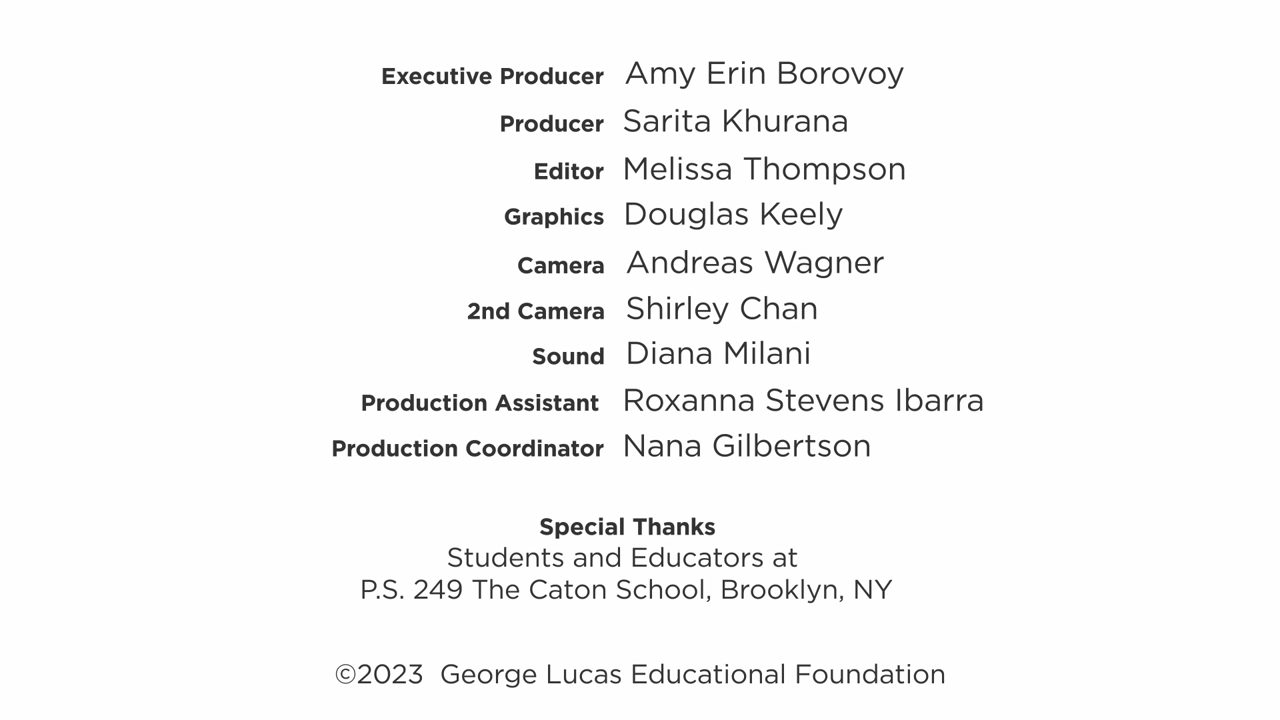 Executive Producer Amy Erin Borovoy
Producer Sarita Khurana
Editor Melissa Thompson
Graphics Douglas Keely
Camera Andreas Wagner
2nd Camera Shirley Chan
Sound Diana Milani
Production Assistant Roxanna Stevens Ibarra
Production Coordinator Nana Gilbertson
Special Thanks
Students and Educators at
P.S. 249 The Caton School, Brooklyn, NY
©2023 George Lucas Educational Foundation